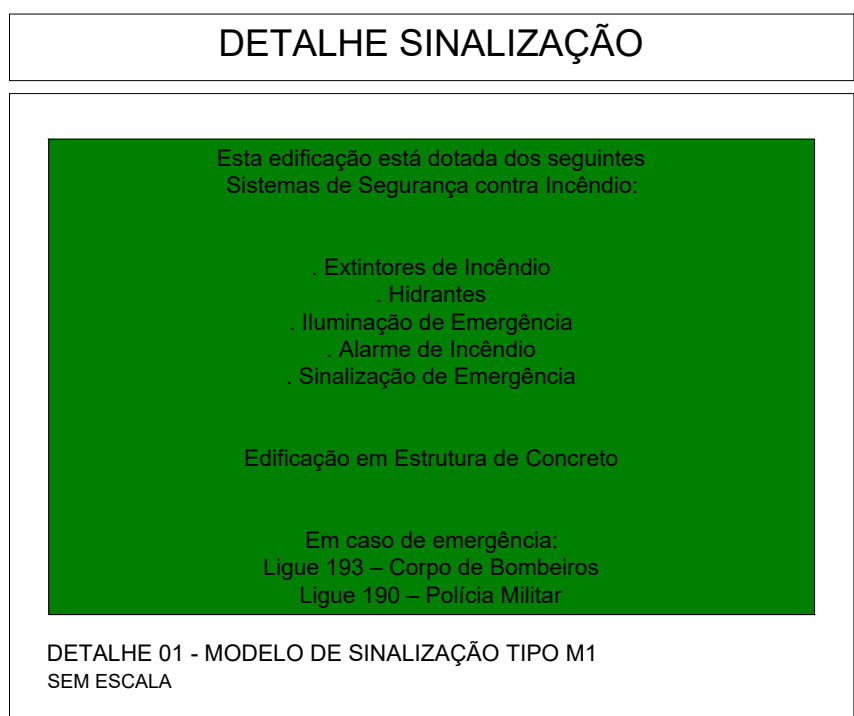 DETALHE SINALIZAÇÃO
Esta edificação está dotada dos seguintes
Sistemas de Segurança contra Incêndio:
. Extintores de Incêndio
. Hidrantes
. Iluminação de Emergência
. Alarme de Incêndio
. Sinalização de Emergência
Edificação em Estrutura de Concreto
Em caso de emergência:
Ligue 193 – Corpo de Bombeiros
Ligue 190 – Polícia Militar
DETALHE 01 - MODELO DE SINALIZAÇÃO TIPO M1
SEM ESCALA